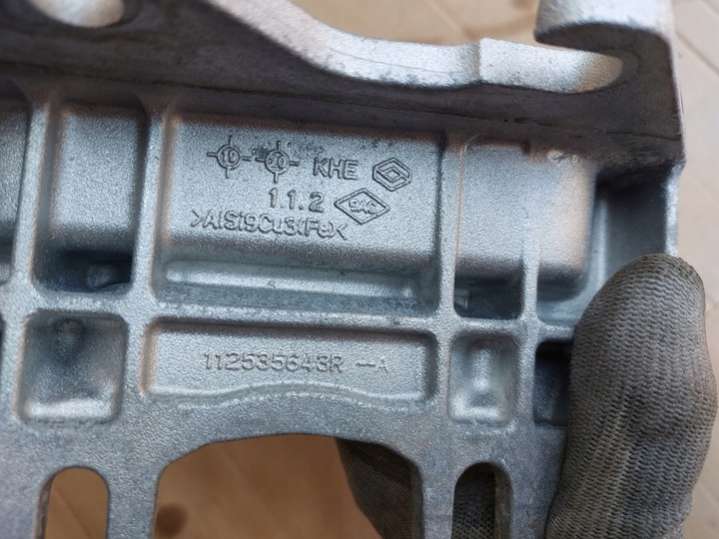 KHE
1.1.2
>AlSi9Cu3(Fe)<
112535643R --A